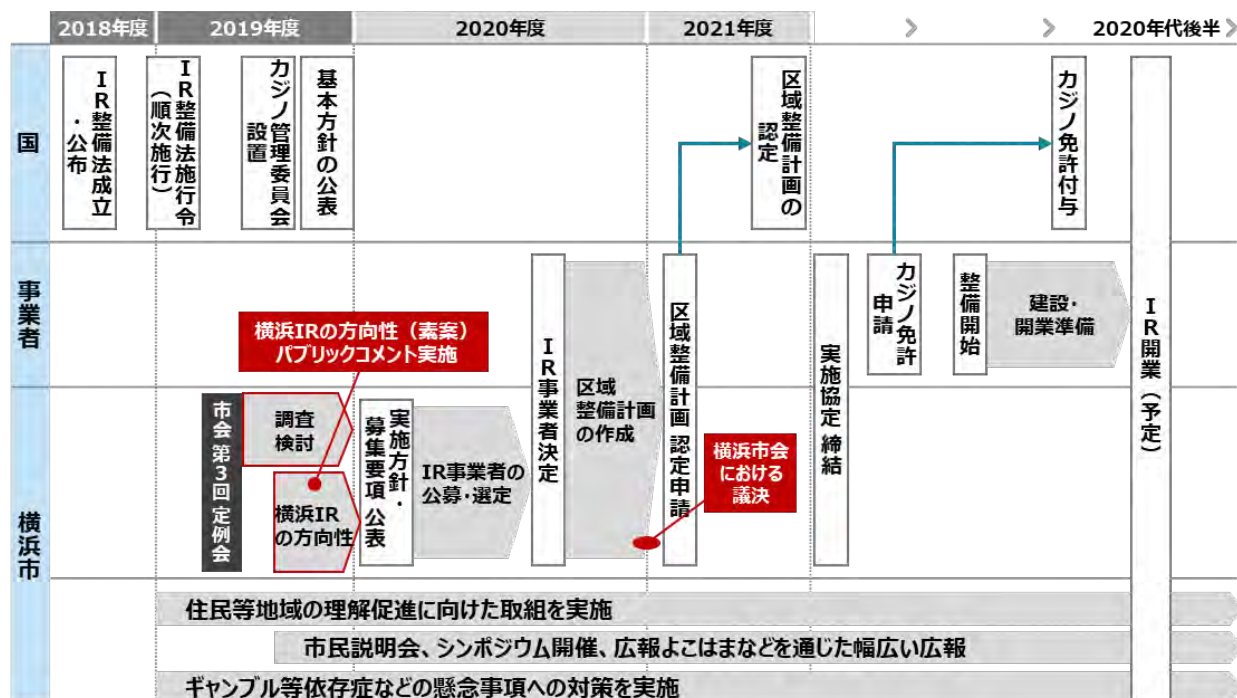 2018年度
2019年度
2020年度
2021年度
2020年代後半
国
IR整備法成立
・公布
IR整備法施行令
(順次施行)
カジノ管理委員会
設置
基本方針の公表
区域整備計画の
認定
カジノ免許付与
事業者
横浜IRの方向性(素案)
パブリックコメント実施
IR事業者決定
区域
整備計画
の作成
区域整備計画 認定申請
実施協定 締結
カジノ免許
申請
整備開始
建設・
開業準備
IR開業(予定)
横浜市
市会 第3回 定例会
調査
検討
横浜IR
の方向性
実施方針・
募集要項 公表
IR事業者の
公募・選定
横浜市会
における
議決
住民等地域の理解促進に向けた取組を実施
市民説明会、シンポジウム開催、広報よこはまなどを通じた幅広い広報
ギャンブル等依存症などの懸念事項への対策を実施